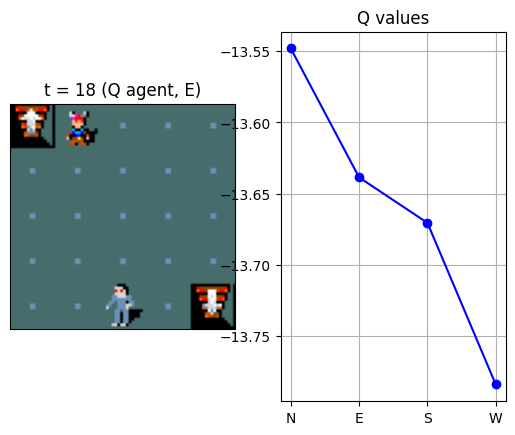 t = 18 (Q agent, E)
Q values
−13.55
−13.60
−13.65
−13.70
−13.75
N E S W